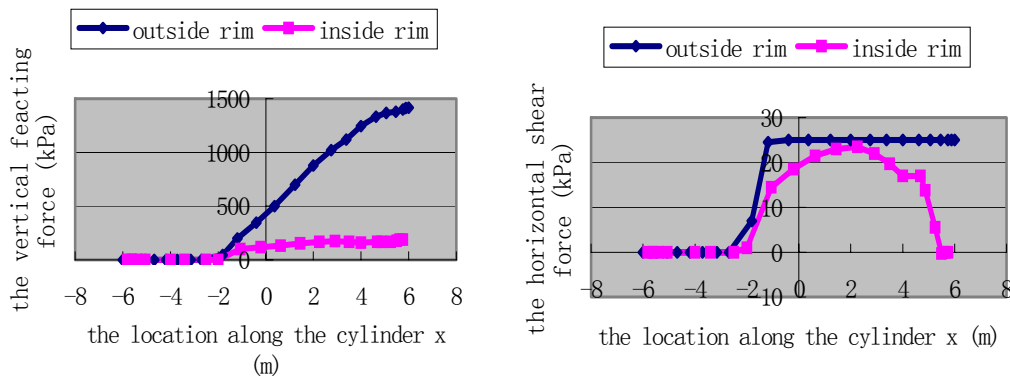 outside rim
inside rim
the vertical feacting
force (kPa)
1500
1000
500
0
-8
-6
-4
-2
0
2
4
6
8
the location along the cylinder x
(m)
outside rim
inside rim
the horizontal shear
force (kPa)
30
20
10
0
10
-8
-6
-4
-2
0
2
4
6
8
the location along the cylinder x (m)